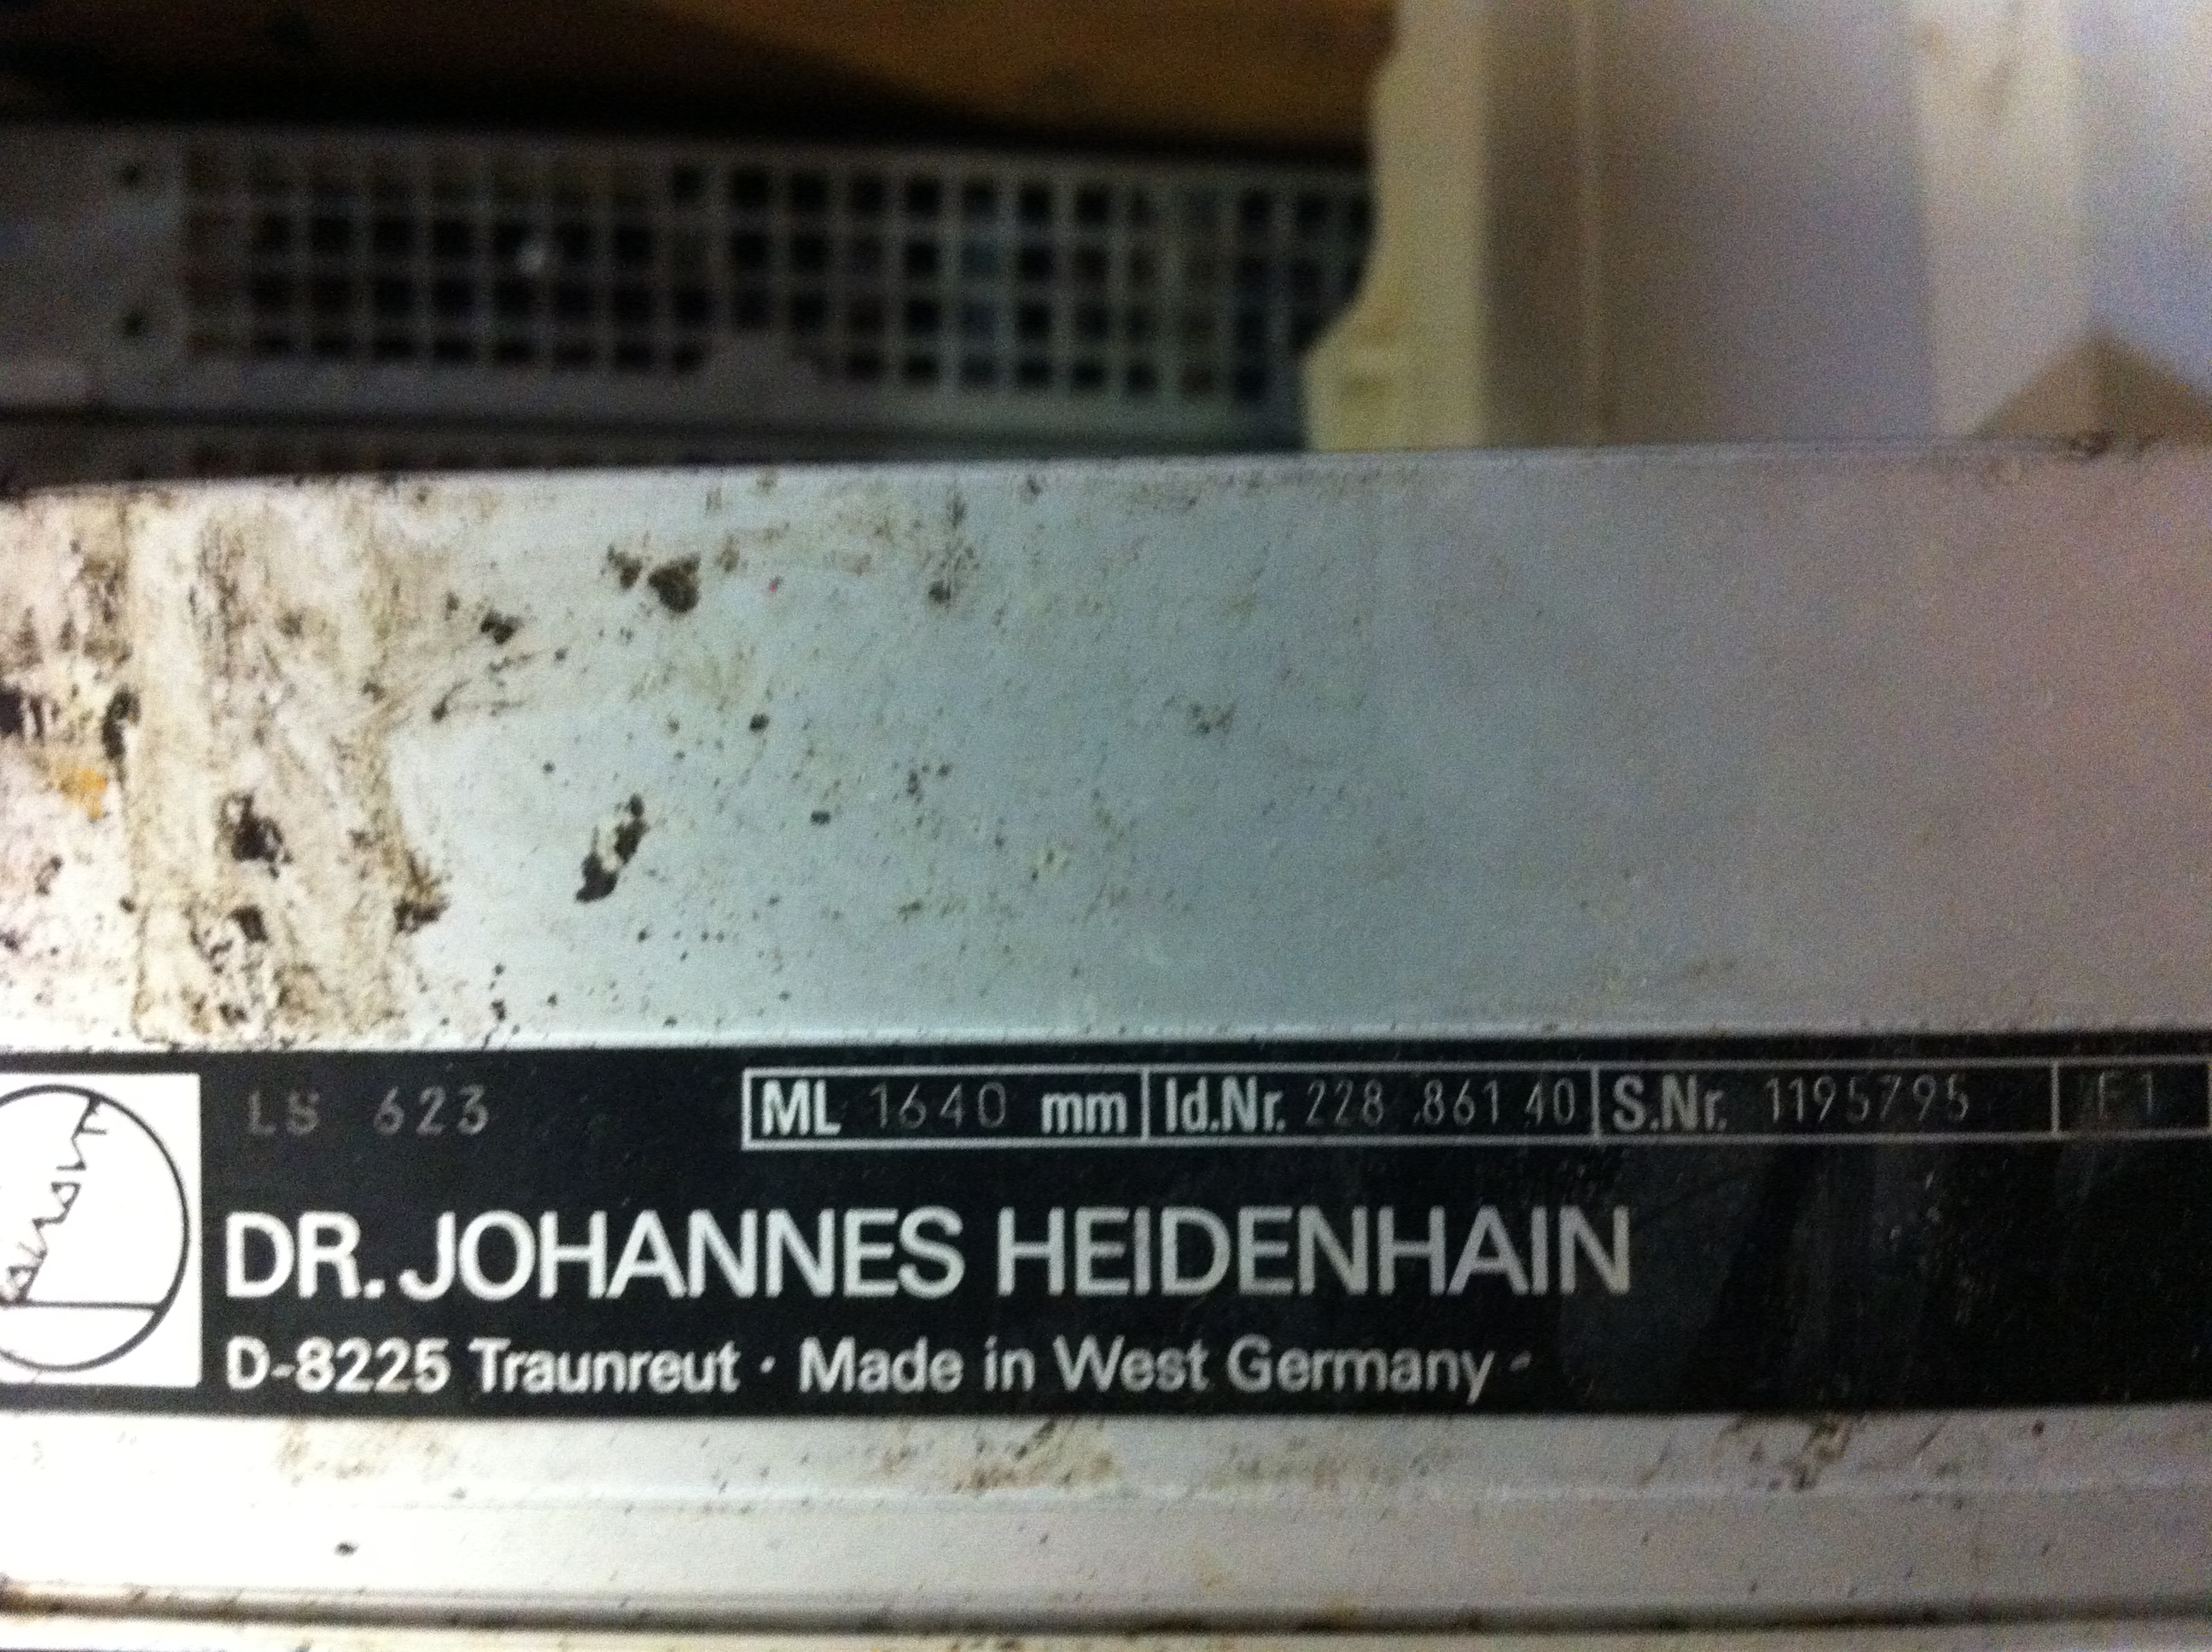 LS 623 ML 1640 mm Id.Nr. 228 .861 40 S.Nr. 1195795 F1
DR. JOHANNES HEIDENHAIN
D-8225 Traunreut · Made in West Germany -